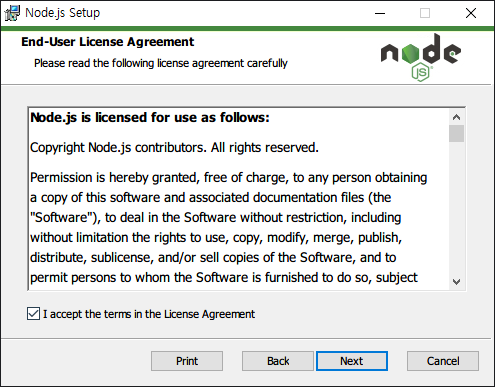 Node.js Setup
End-User License Agreement
Please read the following license agreement carefully
node
JS
Node.js is licensed for use as follows:
Copyright Node.js contributors. All rights reserved.
Permission is hereby granted, free of charge, to any person obtaining
a copy of this software and associated documentation files (the
"Software"), to deal in the Software without restriction, including
without limitation the rights to use, copy, modify, merge, publish,
distribute, sublicense, and/or sell copies of the Software, and to
permit persons to whom the Software is furnished to do so, subject
I accept the terms in the License Agreement
Print
Back
Next
Cancel